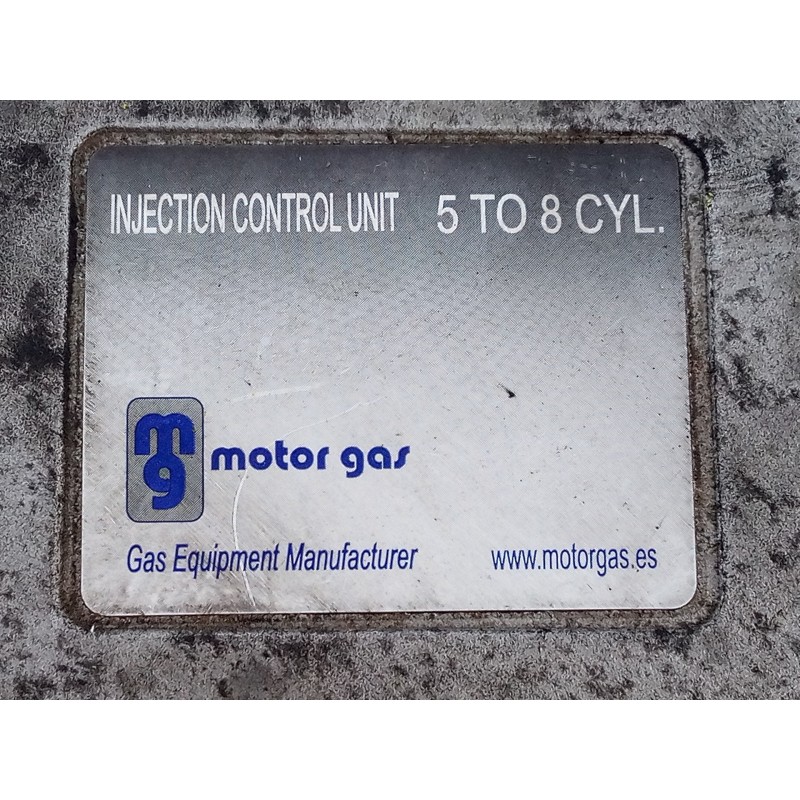 INJECTION CONTROL UNIT 5 TO 8 CYL.
mg motor gas
Gas Equipment Manufacturer www.motorgas.es